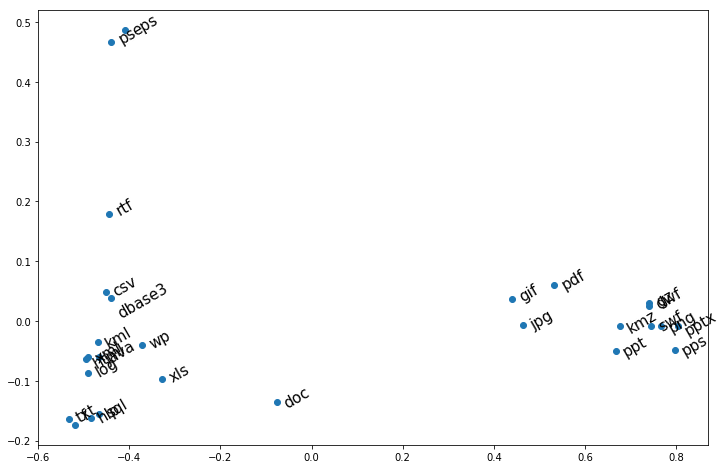 0.5
0.4
0.3
0.2
0.1
0.0
−0.1
−0.2
pseps
rtf
csv
dbase3
kml
java
log
wp
xls
txt
sql
doc
gif
jpg
pdf
kmz
ppt
swf
png
pptx
pps
−0.6
−0.4
−0.2
0.0
0.2
0.4
0.6
0.8